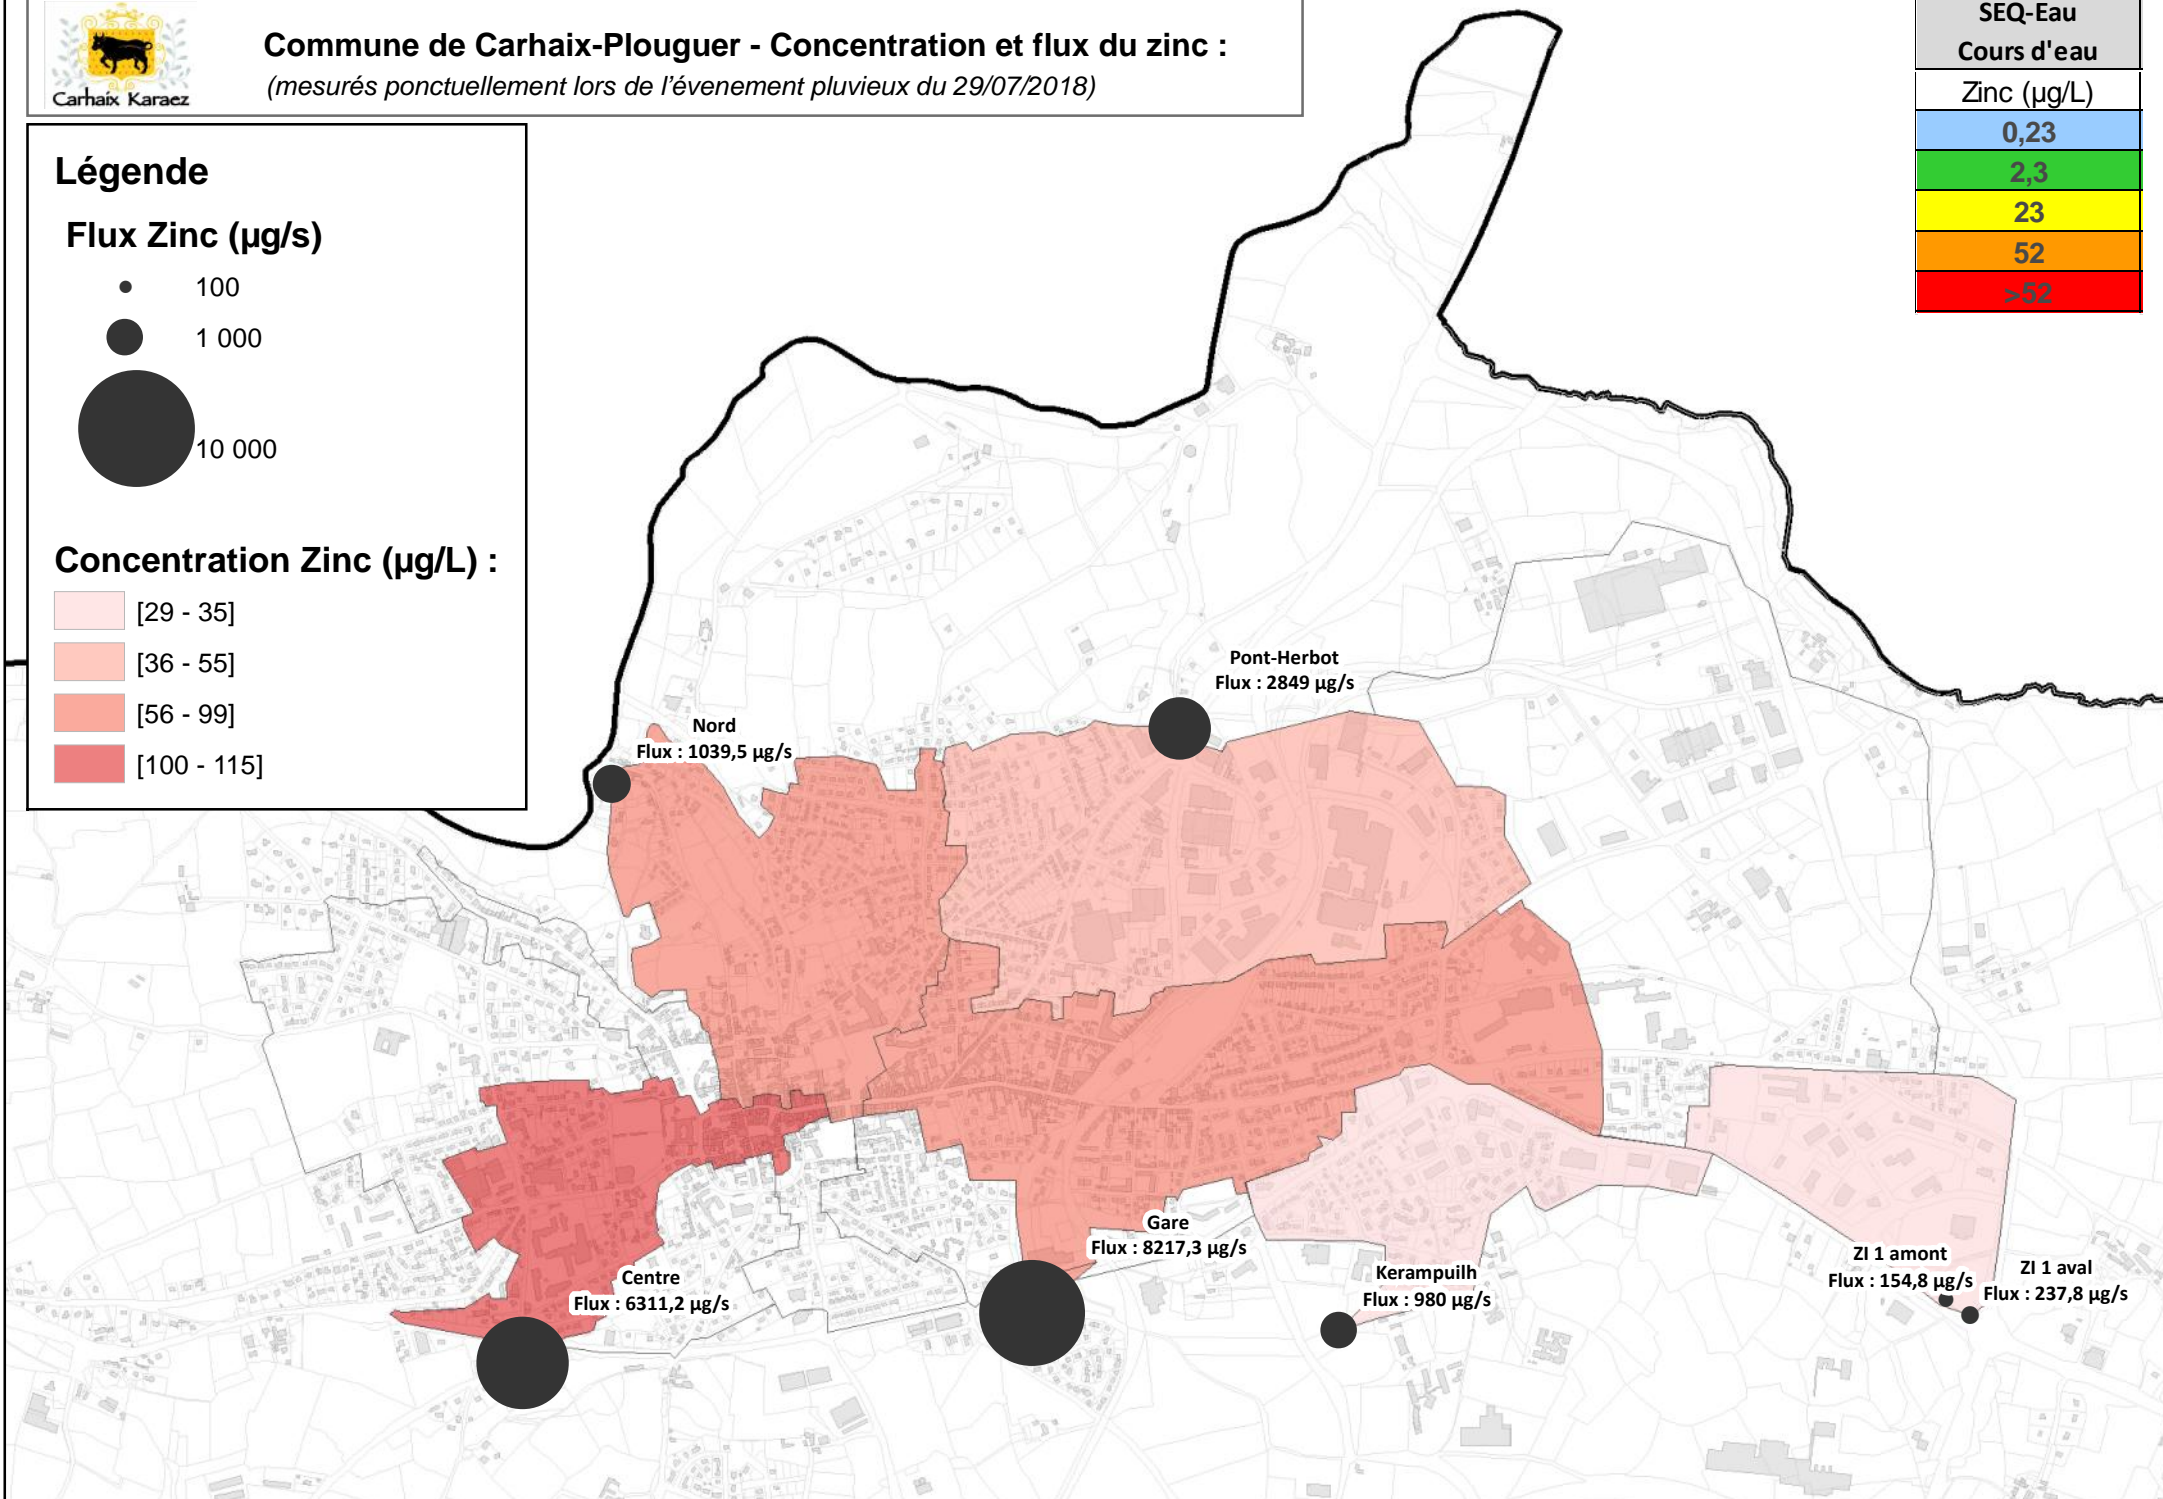 Carhaix Karaez
Commune de Carhaix-Plouguer - Concentration et flux du zinc :
(mesurés ponctuellement lors de l'évenement pluvieux du 29/07/2018)
SEQ-Eau
Cours d'eau
Zinc (µg/L)
0,23
2,3
23
52
>52
Légende
Flux Zinc (µg/s)
100
1 000
10 000
Concentration Zinc (µg/L) :
[29 - 35]
[36 - 55]
[56 - 99]
[100 - 115]
Pont-Herbot
Flux : 2849 µg/s
Nord
Flux : 1039,5 µg/s
Gare
Flux : 8217,3 µg/s
Centre
Flux : 6311,2 µg/s
Kerampuilh
Flux : 980 µg/s
ZI 1 amont
Flux : 154,8 µg/s
ZI 1 aval
Flux : 237,8 µg/s